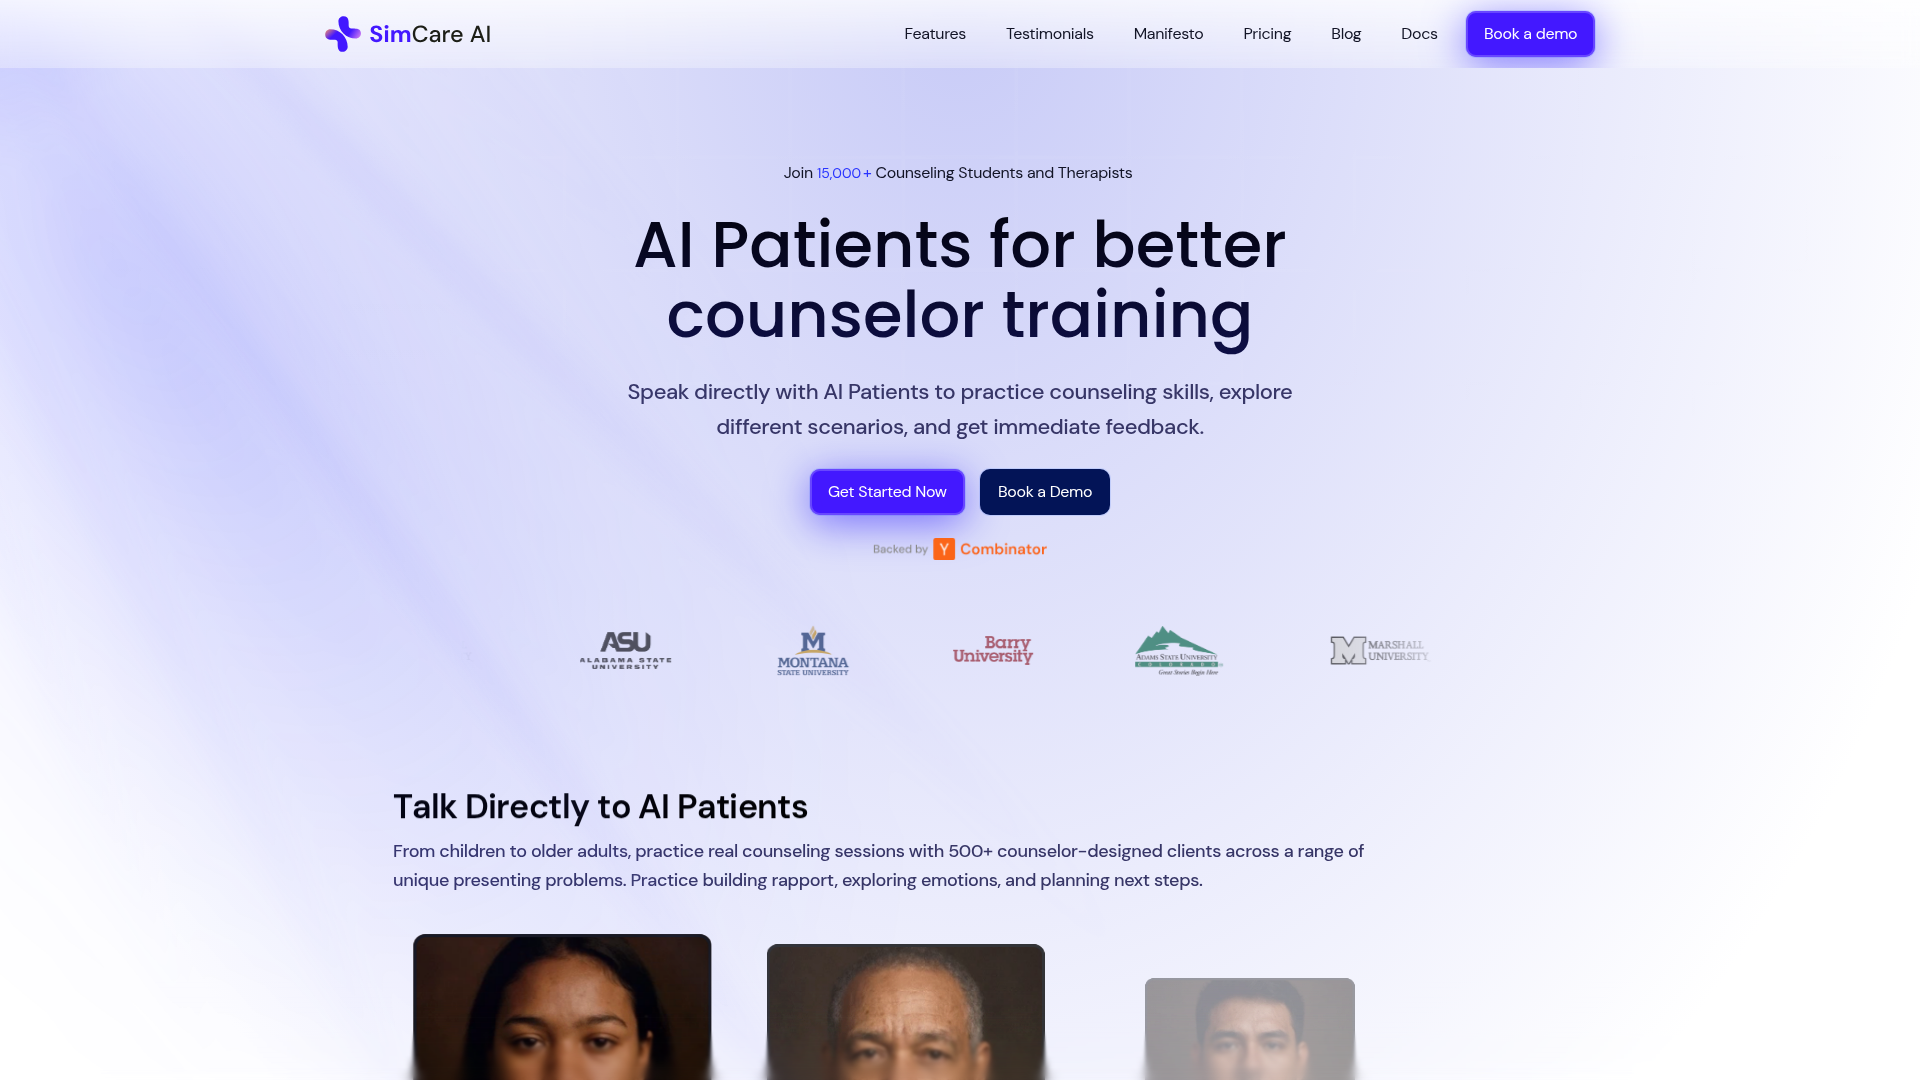 SimCare AI
Features
Testimonials
Manifesto
Pricing
Blog
Docs
Book a demo
Join 15,000+ Counseling Students and Therapists
AI Patients for better
counselor training
Speak directly with AI Patients to practice counseling skills, explore
different scenarios, and get immediate feedback.
Get Started Now
Book a Demo
Backed by Y Combinator
ASU
ALABAMA STATE
UNIVERSITY
M
MONTANA
STATE UNIVERSITY
Barry
University
ADAMS STATE UNIVERSITY
COLORADO
Great Stories Begin Here
M MARSHALL
UNIVERSITY
Talk Directly to AI Patients
From children to older adults, practice real counseling sessions with 500+ counselor-designed clients across a range of
unique presenting problems. Practice building rapport, exploring emotions, and planning next steps.